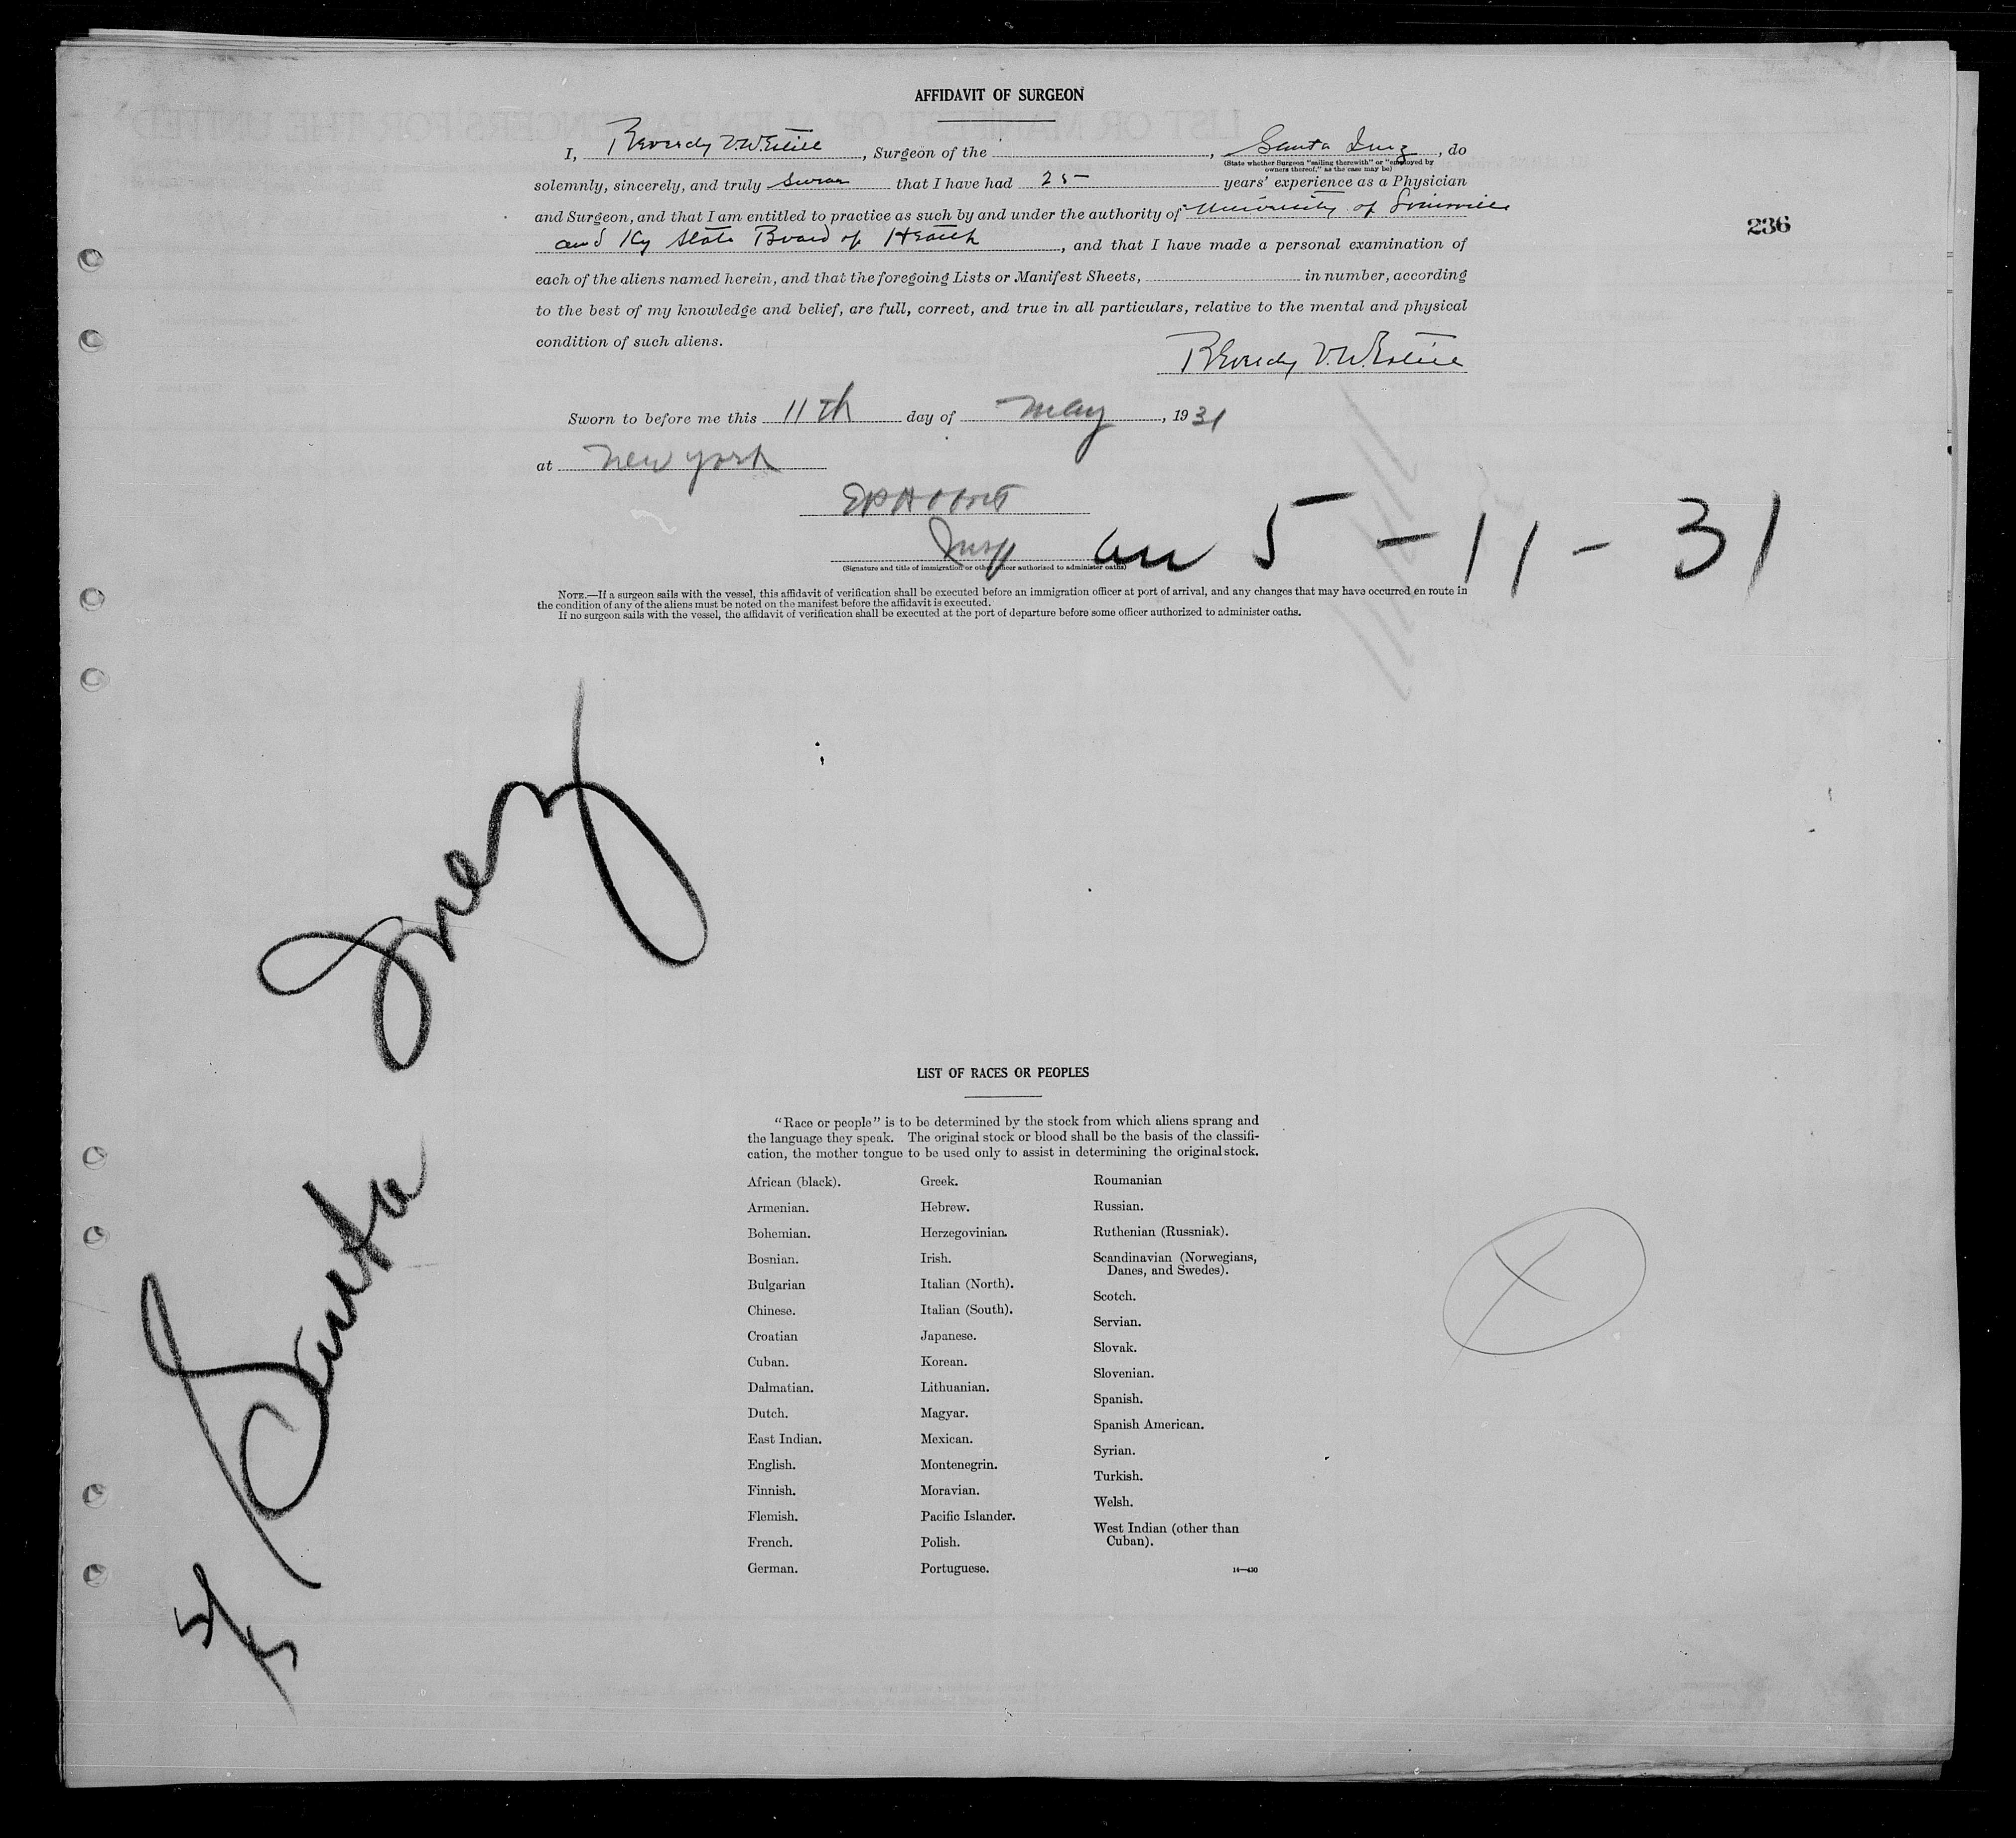 AFFIDAVIT OF SURGEON
I, V.W. Estill, Surgeon of the , Santa Inez, do
(State whether Surgeon "sailing therewith" or "employed by
owners thereof," as the case may be)
solemnly, sincerely, and truly swear that I have had 25 years' experience as a Physician
and Surgeon, and that I am entitled to practice as such by and under the authority of University of Louisville
and Ky State Board of Health, and that I have made a personal examination of
236
each of the aliens named herein, and that the foregoing Lists or Manifest Sheets, in number, according
to the best of my knowledge and belief, are full, correct, and true in all particulars, relative to the mental and physical
condition of such aliens.
V.W. Estill
Sworn to before me this 11th day of May, 1931
at New York
Insp
arr 5-11-31
(Signature and title of immigration or other officer authorized to administer oaths)
NOTE.—If a surgeon sails with the vessel, this affidavit of verification shall be executed before an immigration officer at port of arrival, and any changes that may have occurred en route in
the condition of any of the aliens must be noted on the manifest before the affidavit is executed.
If no surgeon sails with the vessel, the affidavit of verification shall be executed at the port of departure before some officer authorized to administer oaths.
Santa Inez
5/5
LIST OF RACES OR PEOPLES
"Race or people" is to be determined by the stock from which aliens sprang and
the language they speak. The original stock or blood shall be the basis of the classifi-
cation, the mother tongue to be used only to assist in determining the original stock.
African (black).
Armenian.
Bohemian.
Bosnian.
Bulgarian
Chinese.
Croatian
Cuban.
Dalmatian.
Dutch.
East Indian.
English.
Finnish.
Flemish.
French.
German.
Greek.
Hebrew.
Herzegovinian.
Irish.
Italian (North).
Italian (South).
Japanese.
Korean.
Lithuanian.
Magyar.
Mexican.
Montenegrin.
Moravian.
Pacific Islander.
Polish.
Portuguese.
Roumanian
Russian.
Ruthenian (Russniak).
Scandinavian (Norwegians,
Danes, and Swedes).
Scotch.
Servian.
Slovak.
Slovenian.
Spanish.
Spanish American.
Syrian.
Turkish.
Welsh.
West Indian (other than
Cuban).
14—430
X